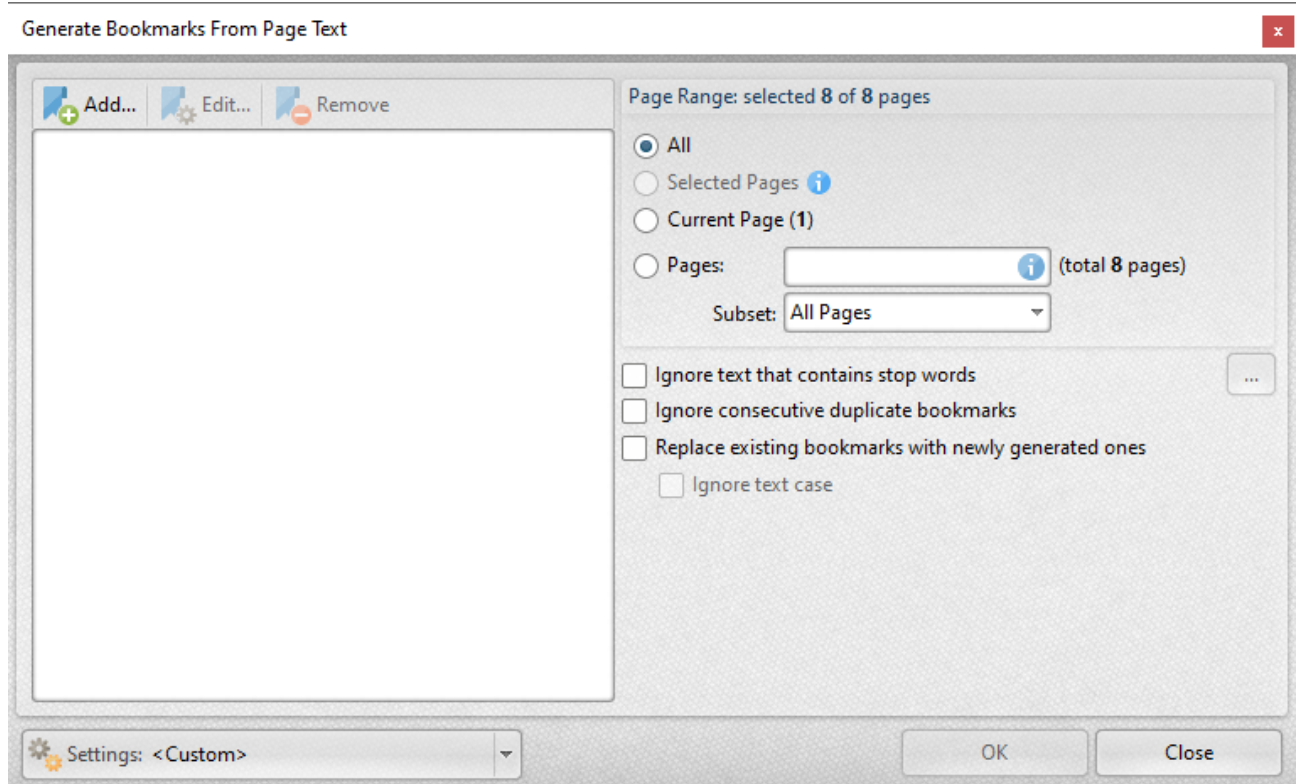 Generate Bookmarks From Page Text
x
Add... Edit... Remove
Page Range: selected 8 of 8 pages
All
Selected Pages
Current Page (1)
Pages: (total 8 pages)
Subset: All Pages
Ignore text that contains stop words ...
Ignore consecutive duplicate bookmarks
Replace existing bookmarks with newly generated ones
Ignore text case
Settings: <Custom> OK Close